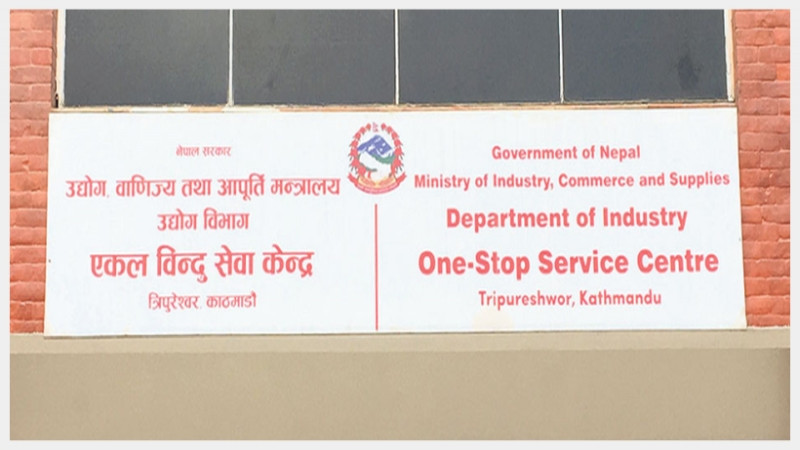 नेपाल सरकार
उद्योग, वाणिज्य तथा आपूर्ति मन्त्रालय
उद्योग विभाग
एकल विन्दु सेवा केन्द्र
त्रिपुरेश्वर, काठमाडौं
Government of Nepal
Ministry of Industry, Commerce and Supplies
Department of Industry
One-Stop Service Centre
Tripureshwor, Kathmandu